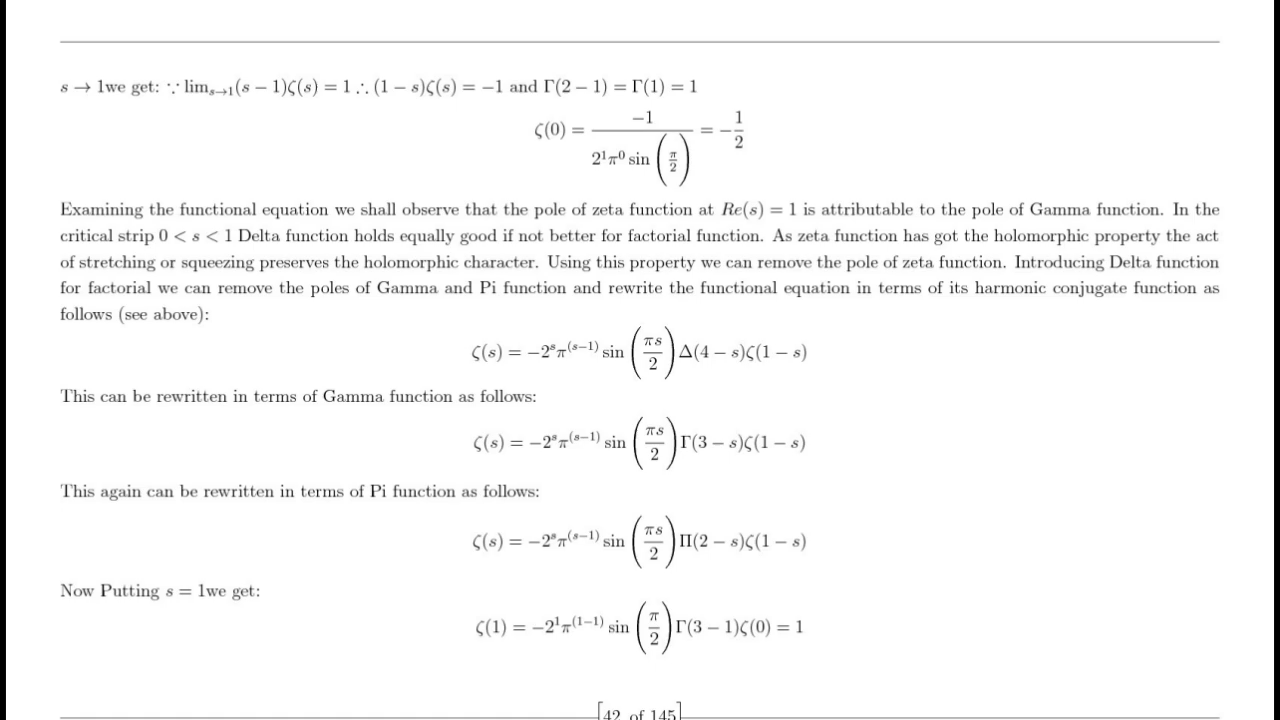 s → 1we get: ∵ lim_{s→1}(s − 1)ζ(s) = 1 ∴ (1 − s)ζ(s) = −1 and Γ(2 − 1) = Γ(1) = 1
ζ(0) = \frac{−1}{2^1 π^0 sin(\frac{π}{2})} = −\frac{1}{2}
Examining the functional equation we shall observe that the pole of zeta function at Re(s) = 1 is attributable to the pole of Gamma function. In the
critical strip 0 < s < 1 Delta function holds equally good if not better for factorial function. As zeta function has got the holomorphic property the act
of stretching or squeezing preserves the holomorphic character. Using this property we can remove the pole of zeta function. Introducing Delta function
for factorial we can remove the poles of Gamma and Pi function and rewrite the functional equation in terms of its harmonic conjugate function as
follows (see above):
ζ(s) = −2^s π^{(s−1)} sin(\frac{πs}{2}) Δ(4 − s)ζ(1 − s)
This can be rewritten in terms of Gamma function as follows:
ζ(s) = −2^s π^{(s−1)} sin(\frac{πs}{2}) Γ(3 − s)ζ(1 − s)
This again can be rewritten in terms of Pi function as follows:
ζ(s) = −2^s π^{(s−1)} sin(\frac{πs}{2}) Π(2 − s)ζ(1 − s)
Now Putting s = 1we get:
ζ(1) = −2^1 π^{(1−1)} sin(\frac{π}{2}) Γ(3 − 1)ζ(0) = 1
[42 of 145]